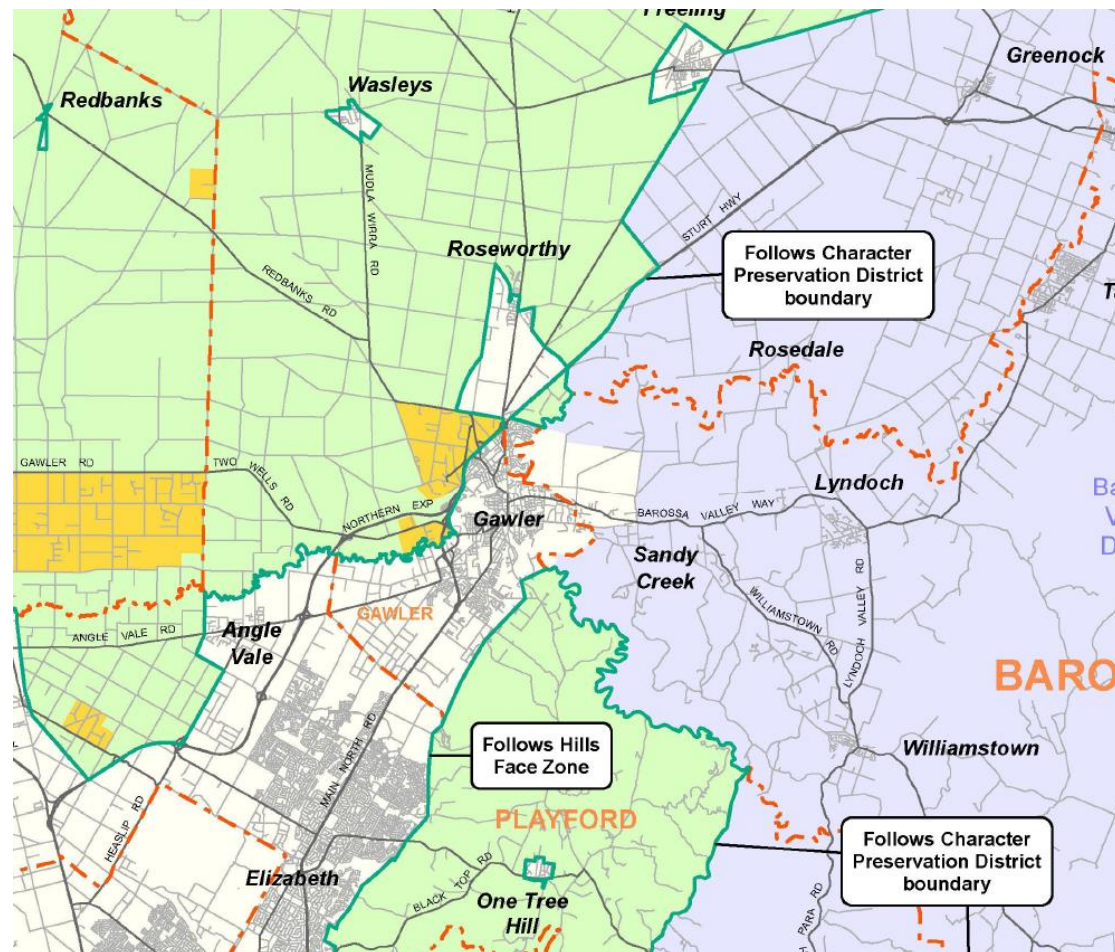 Freeling
Greenock
Wasleys
Redbanks
MUDLA WIRRA RD
STURT HWY
Roseworthy
Follows Character
Preservation District
boundary
REDBANKS RD
Rosedale
GAWLER RD
TWO WELLS RD
Lyndoch
NORTHERN EXP
Gawler
BAROSSA VALLEY WAY
Sandy
Creek
WILLIAMSTOWN RD
LYNDOCH VALLEY RD
GAWLER
ANGLE VALE RD
Angle
Vale
BARO
Follows Hills
Face Zone
MAIN NORTH RD
Williamstown
HEASLIP RD
PLAYFORD
Follows Character
Preservation District
boundary
Elizabeth
BLACK TOP RD
One Tree
Hill
PARA RD